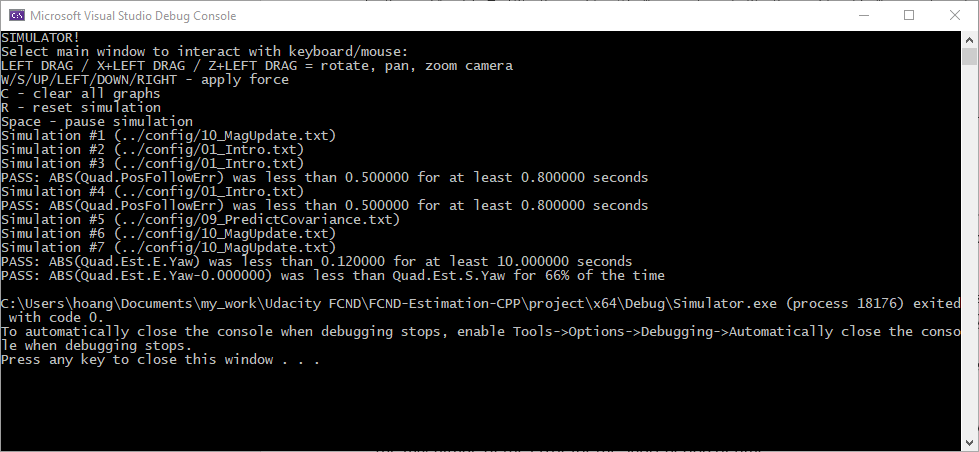 Microsoft Visual Studio Debug Console
SIMULATOR!
Select main window to interact with keyboard/mouse:
LEFT DRAG / X+LEFT DRAG / Z+LEFT DRAG = rotate, pan, zoom camera
W/S/UP/LEFT/DOWN/RIGHT - apply force
C - clear all graphs
R - reset simulation
Space - pause simulation
Simulation #1 (../config/10_MagUpdate.txt)
Simulation #2 (../config/01_Intro.txt)
Simulation #3 (../config/01_Intro.txt)
PASS: ABS(Quad.PosFollowErr) was less than 0.500000 for at least 0.800000 seconds
Simulation #4 (../config/01_Intro.txt)
PASS: ABS(Quad.PosFollowErr) was less than 0.500000 for at least 0.800000 seconds
Simulation #5 (../config/09_PredictCovariance.txt)
Simulation #6 (../config/10_MagUpdate.txt)
Simulation #7 (../config/10_MagUpdate.txt)
PASS: ABS(Quad.Est.E.Yaw) was less than 0.120000 for at least 10.000000 seconds
PASS: ABS(Quad.Est.E.Yaw-0.000000) was less than Quad.Est.S.Yaw for 66% of the time
C:\Users\hoang\Documents\my_work\Udacity FCND\FCND-Estimation-CPP\project\x64\Debug\Simulator.exe (process 18176) exited
with code 0.
To automatically close the console when debugging stops, enable Tools->Options->Debugging->Automatically close the conso
le when debugging stops.
Press any key to close this window . . .